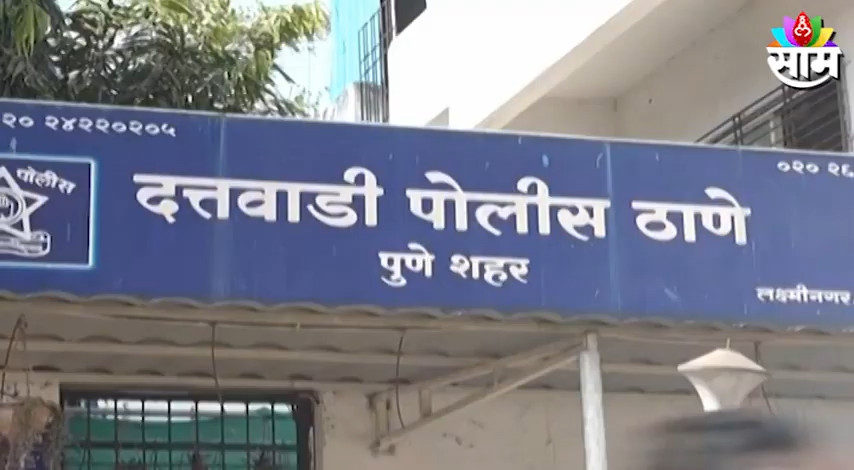 साम
२० २४२२०२०५
०२० २६
पोलीस
दत्तवाडी पोलीस ठाणे
पुणे शहर
लक्ष्मीनगर